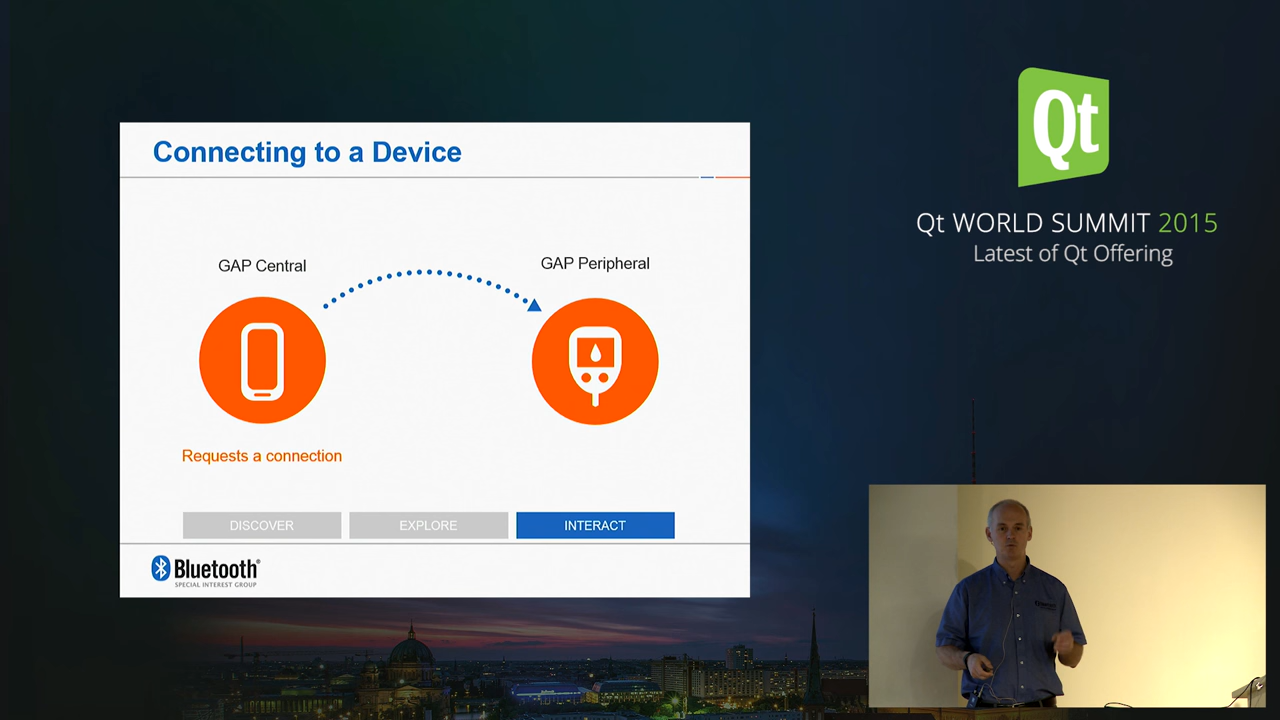 Connecting to a Device
GAP Central
GAP Peripheral
Requests a connection
DISCOVER
EXPLORE
INTERACT
Bluetooth®
SPECIAL INTEREST GROUP
Qt
Qt WORLD SUMMIT 2015
Latest of Qt Offering